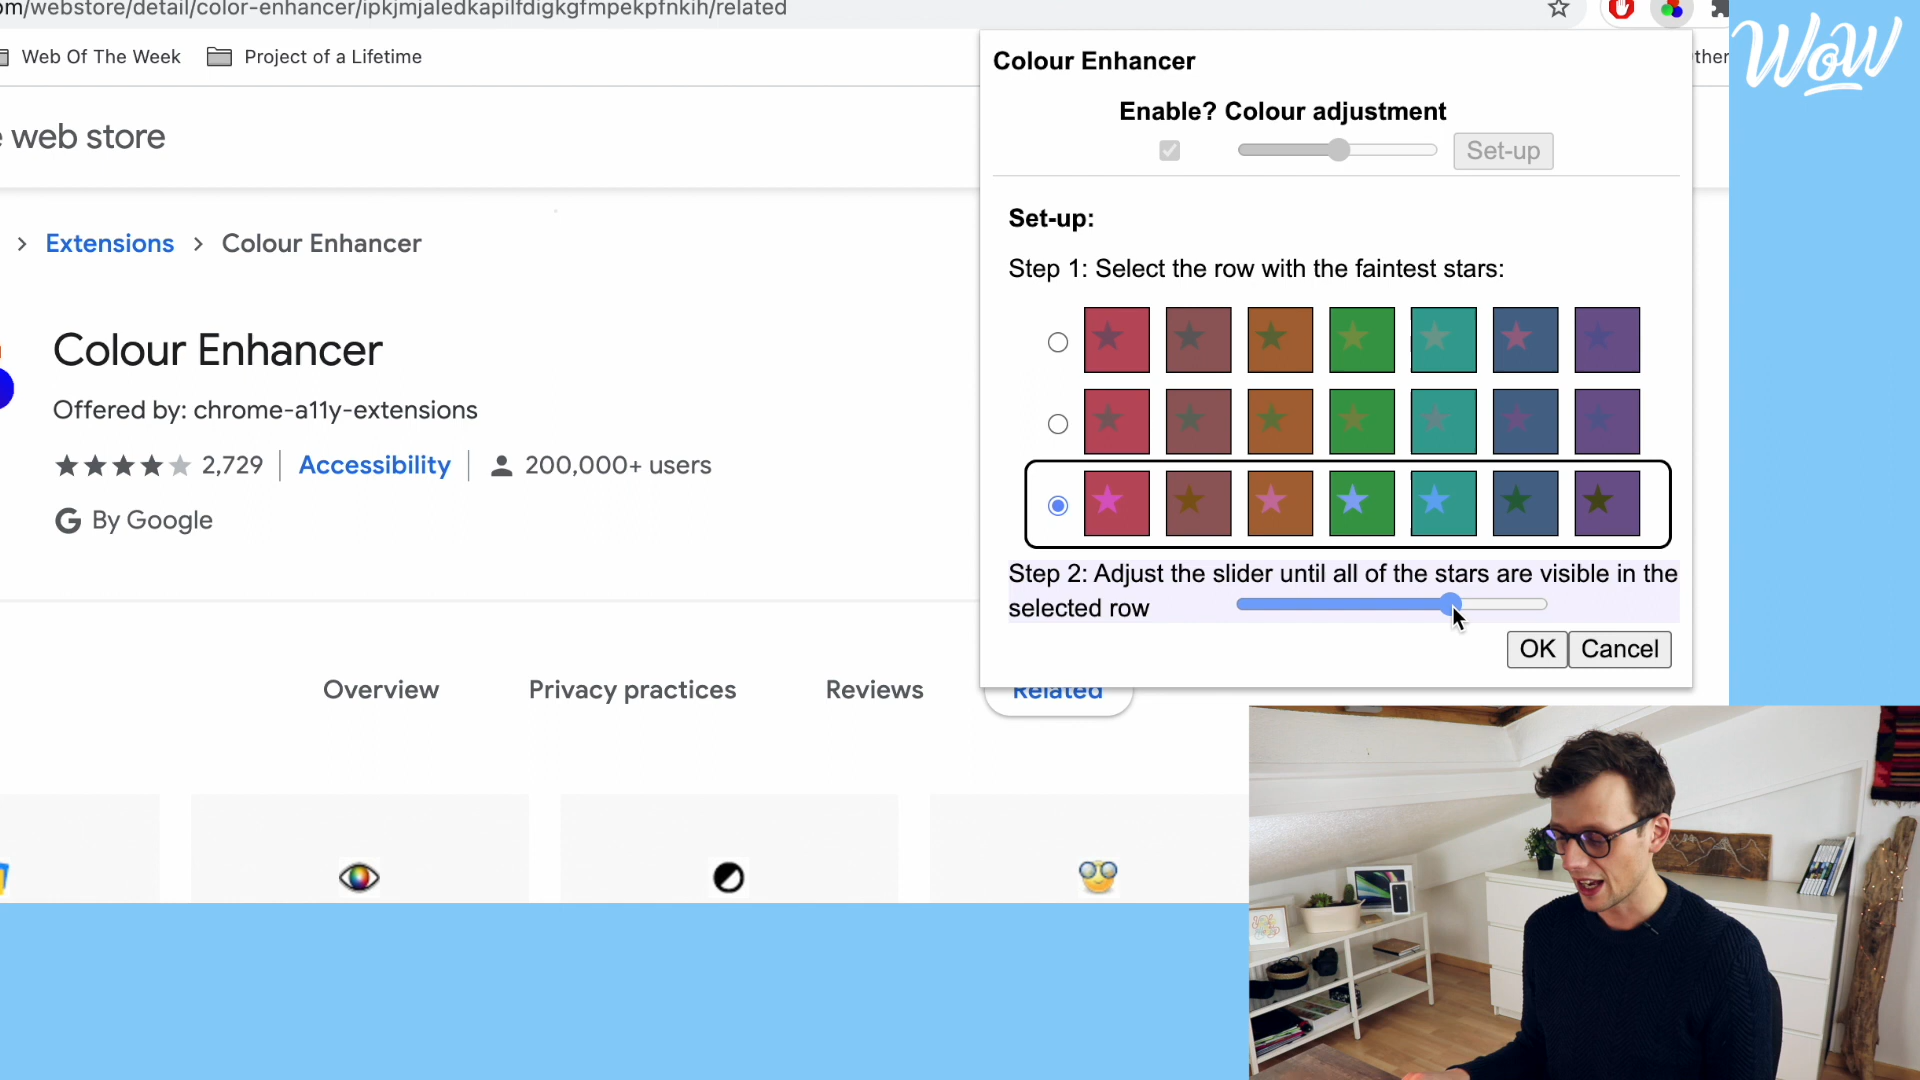 om/webstore/detail/color-enhancer/ipkjmjaledkapilfdigkgfmpekpfnkih/related
Web Of The Week
Project of a Lifetime
ther
WoW
Colour Enhancer
Enable? Colour adjustment
Set-up
Set-up:
Step 1: Select the row with the faintest stars:
Step 2: Adjust the slider until all of the stars are visible in the
selected row
OK
Cancel
e web store
Extensions
Colour Enhancer
Colour Enhancer
Offered by: chrome-a11y-extensions
2,729
Accessibility
200,000+ users
By Google
Overview
Privacy practices
Reviews
Related